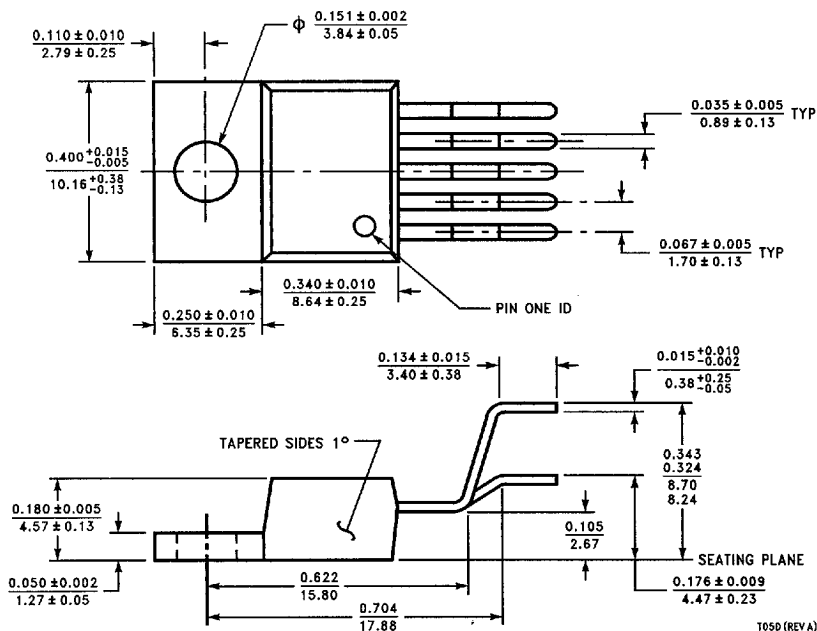 0.110 ± 0.010
2.79 ± 0.25
ϕ 0.151 ± 0.002
3.84 ± 0.05
0.035 ± 0.005 TYP
0.89 ± 0.13
0.400 +0.015 -0.005
10.16 +0.38 -0.13
0.067 ± 0.005 TYP
1.70 ± 0.13
0.340 ± 0.010
8.64 ± 0.25
PIN ONE ID
0.250 ± 0.010
6.35 ± 0.25
0.134 ± 0.015
3.40 ± 0.38
0.015 +0.010 -0.002
0.38 +0.25 -0.05
TAPERED SIDES 1°
0.343
0.324
8.70
8.24
0.180 ± 0.005
4.57 ± 0.13
0.105
2.67
SEATING PLANE
0.050 ± 0.002
1.27 ± 0.05
0.622
15.80
0.176 ± 0.009
4.47 ± 0.23
0.704
17.88
T05D (REV A)